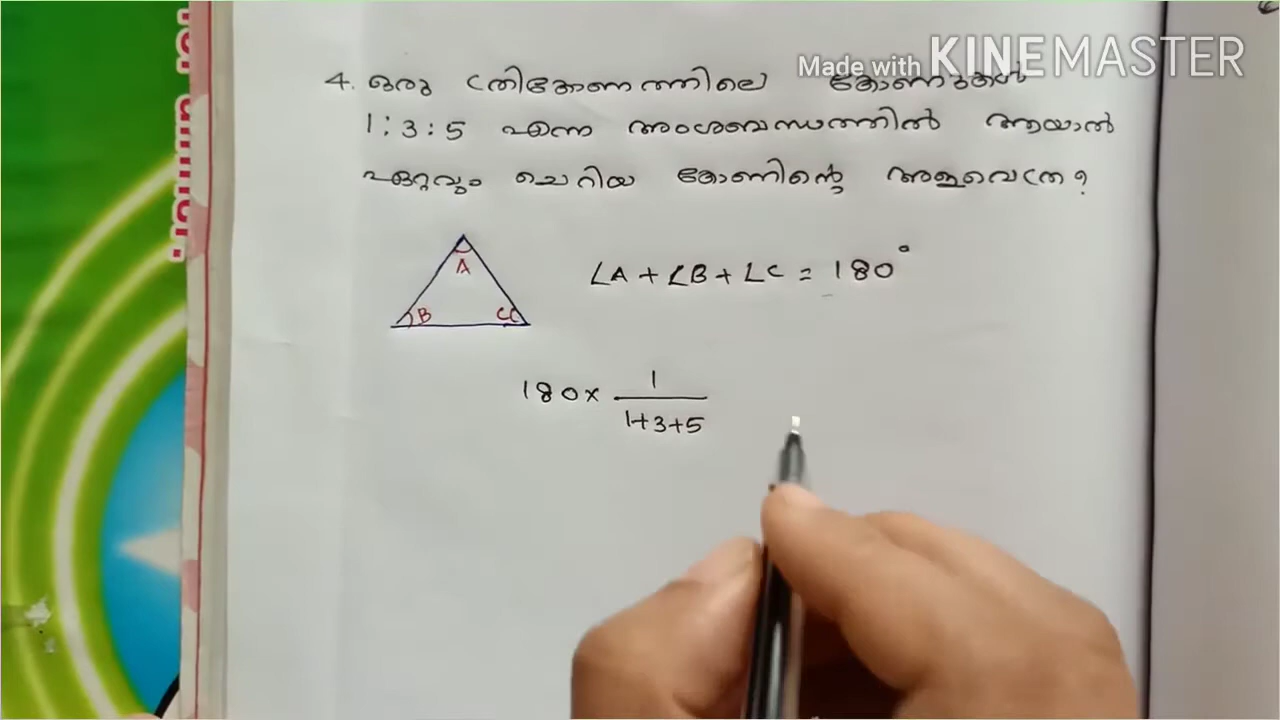 Made with KINEMASTER
4. ഒരു ത്രികോണത്തിലെ കോണുകൾ
1 : 3 : 5 എന്ന അംശബന്ധത്തിൽ ആയാൽ
ഏറ്റവും ചെറിയ കോണിന്റെ അളവെത്ര ?
A
B C
∠A + ∠B + ∠C = 180°
180 × 1
1+3+5